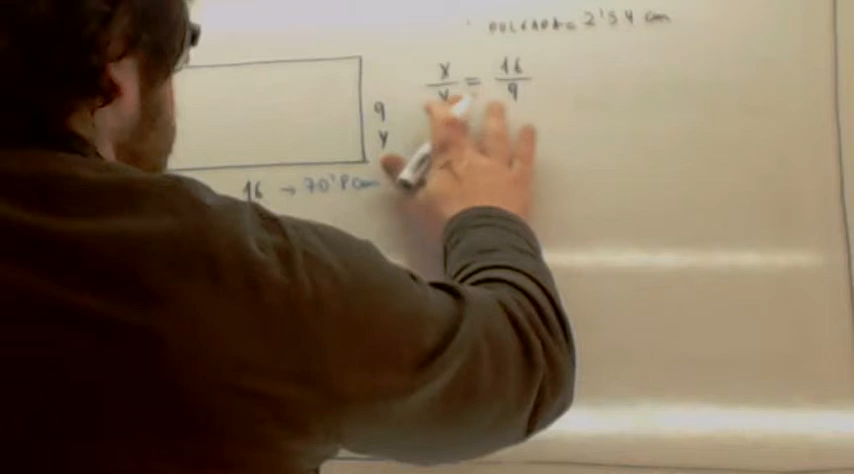 PULGADA = 2'54 cm
x/y = 16/9
9
y
16 → 70'8 cm